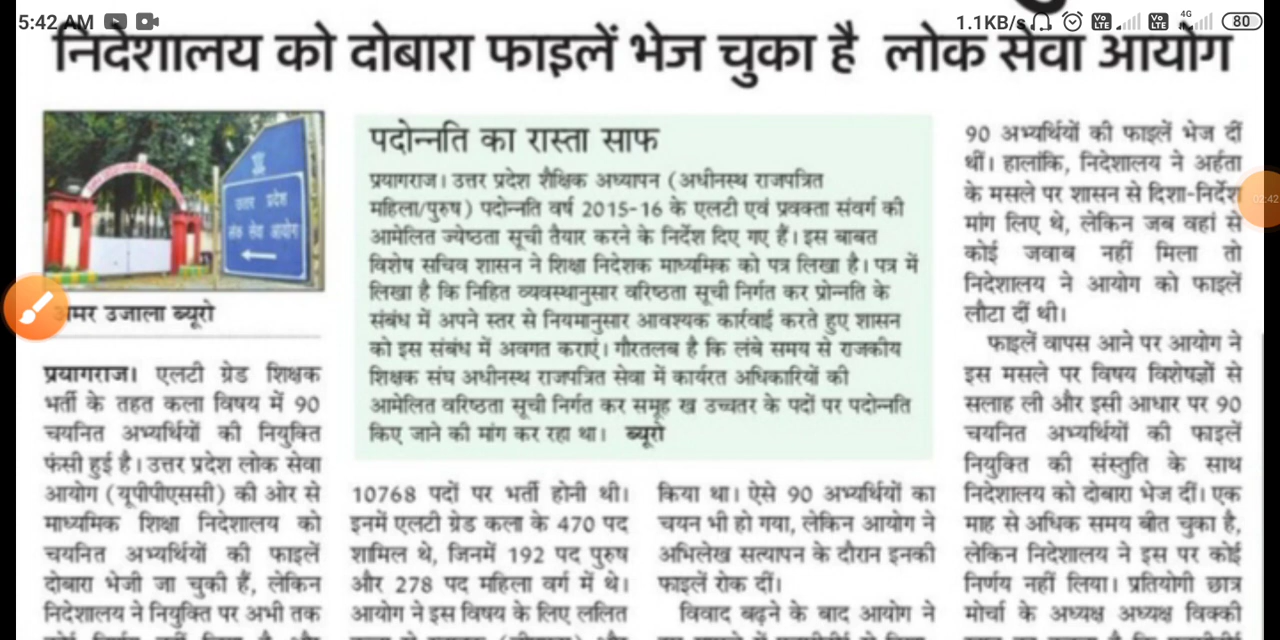 5:42 AM
1.1KB/s
4G
80
निदेशालय को दोबारा फाइलें भेज चुका है लोक सेवा आयोग
उत्तर प्रदेश
सेवा आयोग
अमर उजाला ब्यूरो
प्रयागराज। एलटी ग्रेड शिक्षक
भर्ती के तहत कला विषय में 90
चयनित अभ्यर्थियों की नियुक्ति
फंसी हुई है। उत्तर प्रदेश लोक सेवा
आयोग (यूपीपीएससी) की ओर से
माध्यमिक शिक्षा निदेशालय को
चयनित अभ्यर्थियों की फाइलें
दोबारा भेजी जा चुकी हैं, लेकिन
निदेशालय ने नियुक्ति पर अभी तक
पदोन्नति का रास्ता साफ
प्रयागराज। उत्तर प्रदेश शैक्षिक अध्यापन (अधीनस्थ राजपत्रित
महिला/पुरुष) पदोन्नति वर्ष 2015-16 के एलटी एवं प्रवक्ता संवर्ग की
आमेलित ज्येष्ठता सूची तैयार करने के निर्देश दिए गए हैं। इस बाबत
विशेष सचिव शासन ने शिक्षा निदेशक माध्यमिक को पत्र लिखा है। पत्र में
लिखा है कि निहित व्यवस्थानुसार वरिष्ठता सूची निर्गत कर प्रोन्नति के
संबंध में अपने स्तर से नियमानुसार आवश्यक कार्रवाई करते हुए शासन
को इस संबंध में अवगत कराएं। गौरतलब है कि लंबे समय से राजकीय
शिक्षक संघ अधीनस्थ राजपत्रित सेवा में कार्यरत अधिकारियों की
आमेलित वरिष्ठता सूची निर्गत कर समूह ख उच्चतर के पदों पर पदोन्नति
किए जाने की मांग कर रहा था। ब्यूरो
10768 पदों पर भर्ती होनी थी।
इनमें एलटी ग्रेड कला के 470 पद
शामिल थे, जिनमें 192 पद पुरुष
और 278 पद महिला वर्ग में थे।
आयोग ने इस विषय के लिए ललित
किया था। ऐसे 90 अभ्यर्थियों का
चयन भी हो गया, लेकिन आयोग ने
अभिलेख सत्यापन के दौरान इनकी
फाइलें रोक दीं।
विवाद बढ़ने के बाद आयोग ने
90 अभ्यर्थियों की फाइलें भेज दीं
थीं। हालांकि, निदेशालय ने अर्हता
के मसले पर शासन से दिशा-निर्देश
मांग लिए थे, लेकिन जब वहां से
कोई जवाब नहीं मिला तो
निदेशालय ने आयोग को फाइलें
लौटा दीं थी।
फाइलें वापस आने पर आयोग ने
इस मसले पर विषय विशेषज्ञों से
सलाह ली और इसी आधार पर 90
चयनित अभ्यर्थियों की फाइलें
नियुक्ति की संस्तुति के साथ
निदेशालय को दोबारा भेज दीं। एक
माह से अधिक समय बीत चुका है,
लेकिन निदेशालय ने इस पर कोई
निर्णय नहीं लिया। प्रतियोगी छात्र
मोर्चा के अध्यक्ष अध्यक्ष विक्की
02:42